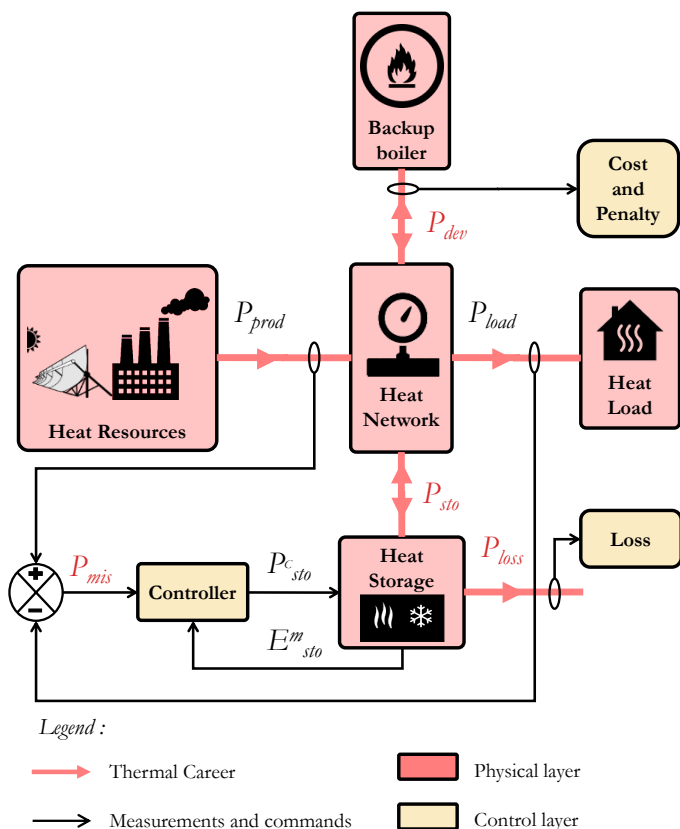 Backup
boiler
Cost
and
Penalty
P_dev
P_prod
P_load
Heat Resources
Heat
Network
Heat
Load
P_sto
P_mis
+
−
Controller
P^c_sto
E^m_sto
Heat
Storage
P_loss
Loss
Legend :
Thermal Career
Physical layer
Measurements and commands
Control layer